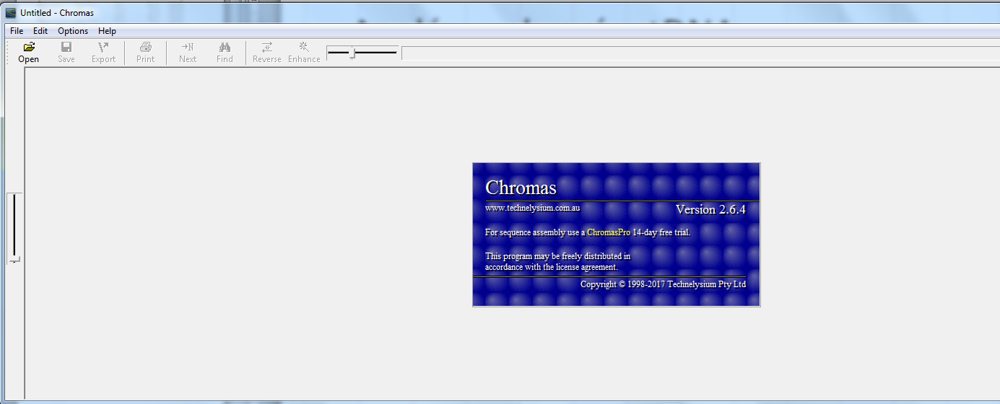 Untitled - Chromas
File Edit Options Help
Open Save Export Print Next Find Reverse Enhance
Chromas
www.technelysium.com.au
Version 2.6.4
For sequence assembly use a ChromasPro 14-day free trial.
This program may be freely distributed in
accordance with the license agreement.
Copyright © 1998-2017 Technelysium Pty Ltd